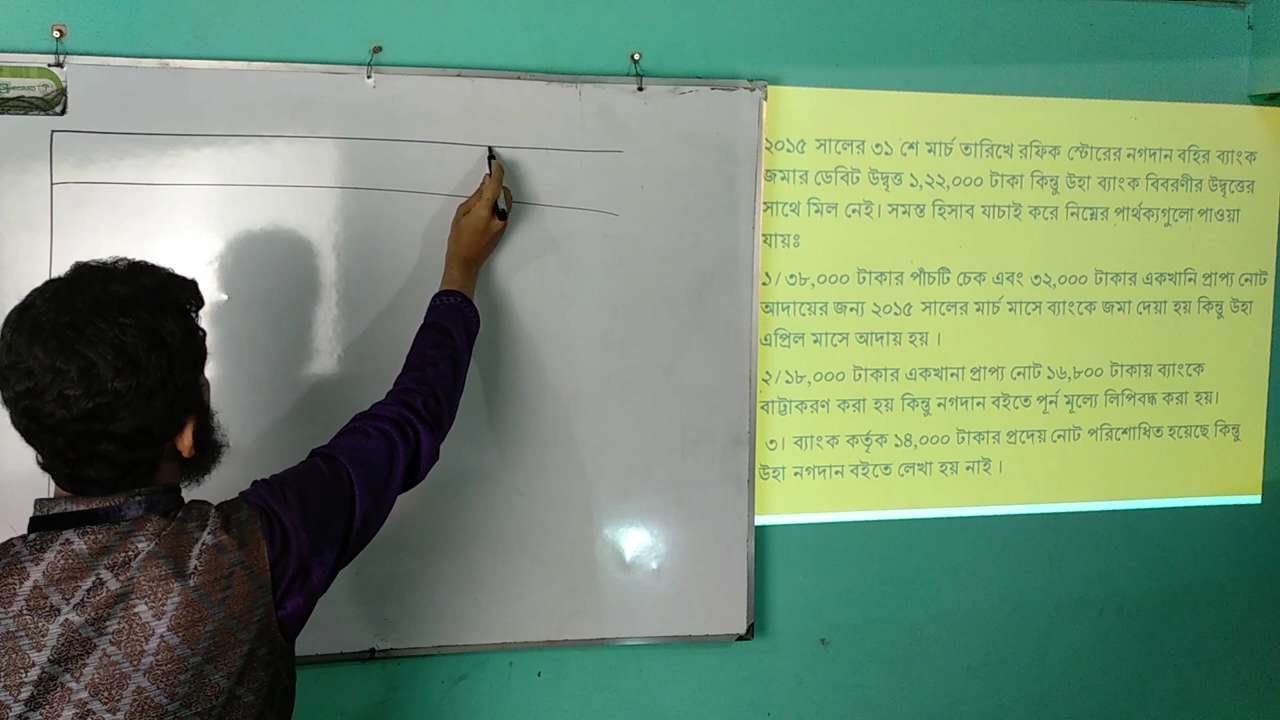 ২০১৫ সালের ৩১ শে মার্চ তারিখে রফিক স্টোরের নগদান বহির ব্যাংক
জমার ডেবিট উদ্বৃত্ত ১,২২,০০০ টাকা কিন্তু উহা ব্যাংক বিবরণীর উদ্বৃত্তের
সাথে মিল নেই। সমস্ত হিসাব যাচাই করে নিম্নের পার্থক্যগুলো পাওয়া
যায়ঃ
১/৩৮,০০০ টাকার পাঁচটি চেক এবং ৩২,০০০ টাকার একখানি প্রাপ্য নোট
আদায়ের জন্য ২০১৫ সালের মার্চ মাসে ব্যাংকে জমা দেয়া হয় কিন্তু উহা
এপ্রিল মাসে আদায় হয় ।
২/১৮,০০০ টাকার একখানা প্রাপ্য নোট ১৬,৮০০ টাকায় ব্যাংকে
বাট্টাকরণ করা হয় কিন্তু নগদান বইতে পূর্ন মূল্যে লিপিবদ্ধ করা হয়।
৩। ব্যাংক কর্তৃক ১৪,০০০ টাকার প্রদেয় নোট পরিশোধিত হয়েছে কিন্তু
উহা নগদান বইতে লেখা হয় নাই ।